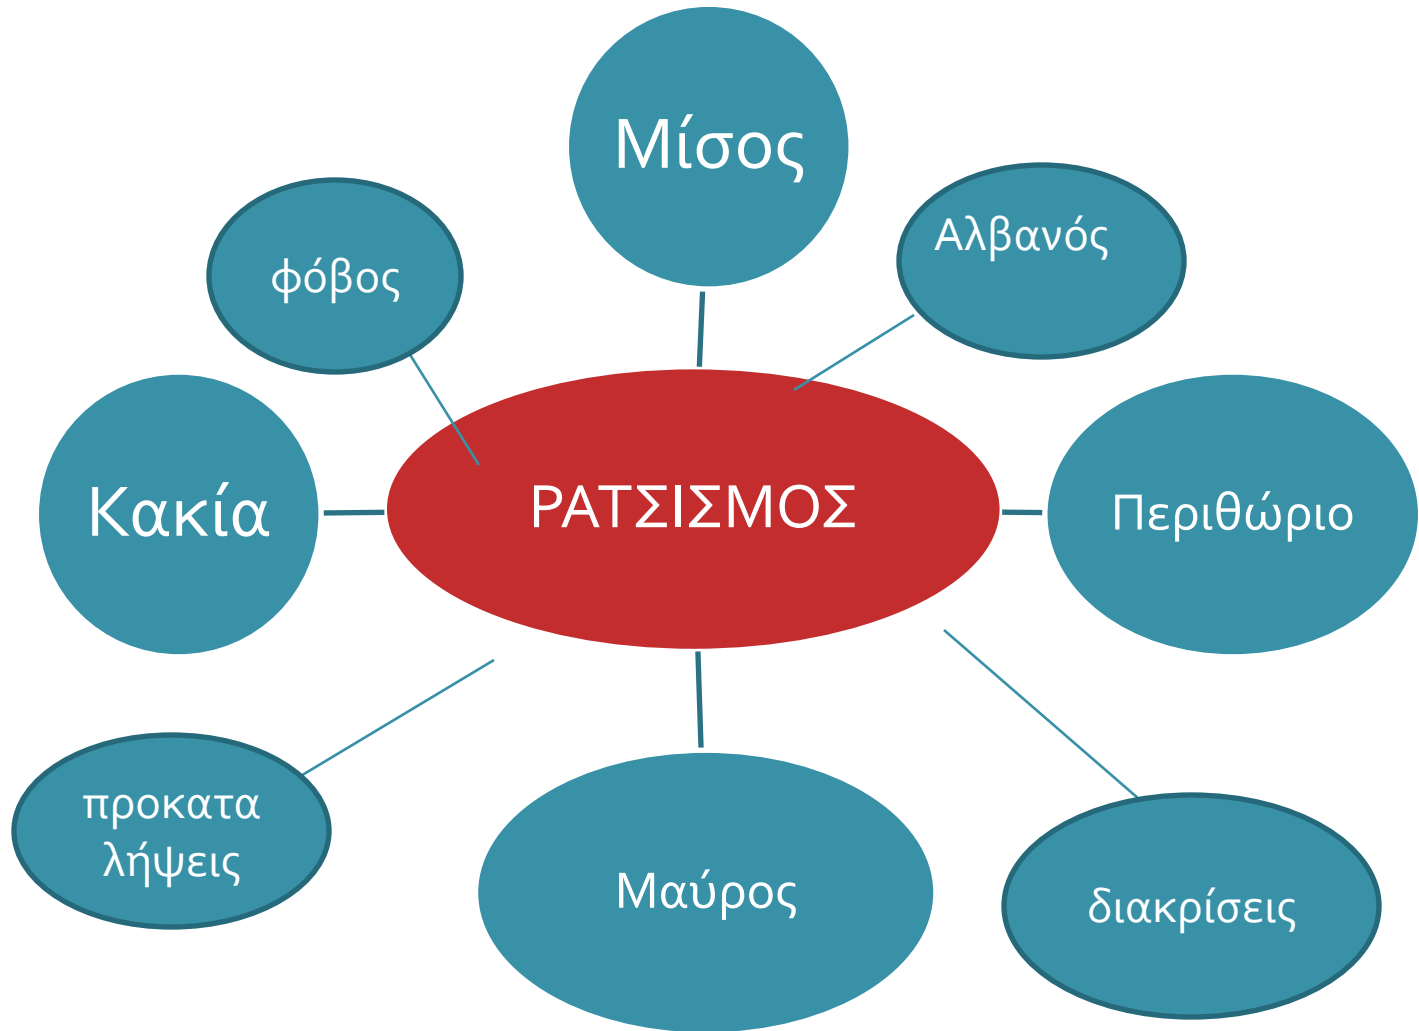 Μίσος
Αλβανός
φόβος
Κακία
ΡΑΤΣΙΣΜΟΣ
Περιθώριο
προκατα
λήψεις
Μαύρος
διακρίσεις